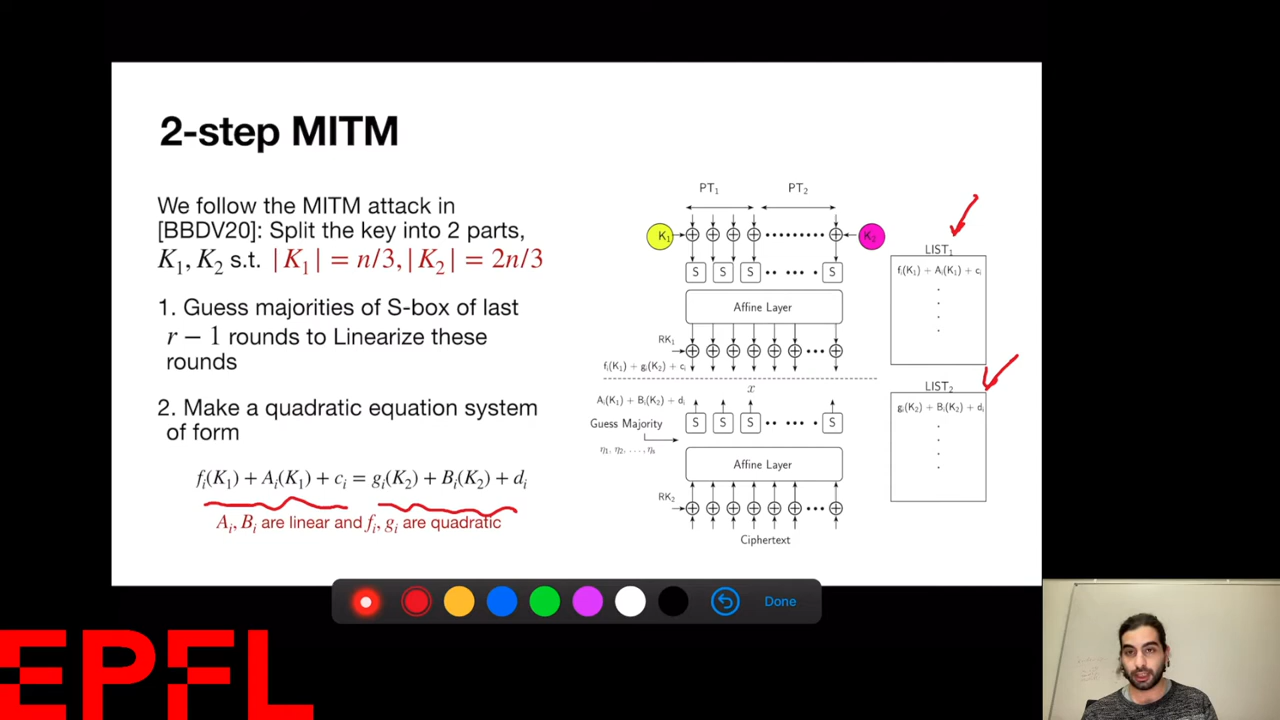 2-step MITM
We follow the MITM attack in
[BBDV20]: Split the key into 2 parts,
K₁, K₂ s.t. |K₁| = n/3, |K₂| = 2n/3
1. Guess majorities of S-box of last
r − 1 rounds to Linearize these
rounds
2. Make a quadratic equation system
of form
fᵢ(K₁) + Aᵢ(K₁) + cᵢ = gᵢ(K₂) + Bᵢ(K₂) + dᵢ
Aᵢ, Bᵢ are linear and fᵢ, gᵢ are quadratic
PT₁ PT₂
K₁ K₂
S S S S
Affine Layer
RK₁
fᵢ(K₁) + gᵢ(K₂) + cᵢ
x
Aᵢ(K₁) + Bᵢ(K₂) + dᵢ
Guess Majority
S S S S
Affine Layer
RK₂
Ciphertext
LIST₁
fᵢ(K₁) + Aᵢ(K₁) + cᵢ
LIST₂
gᵢ(K₂) + Bᵢ(K₂) + dᵢ
Done
EPFL